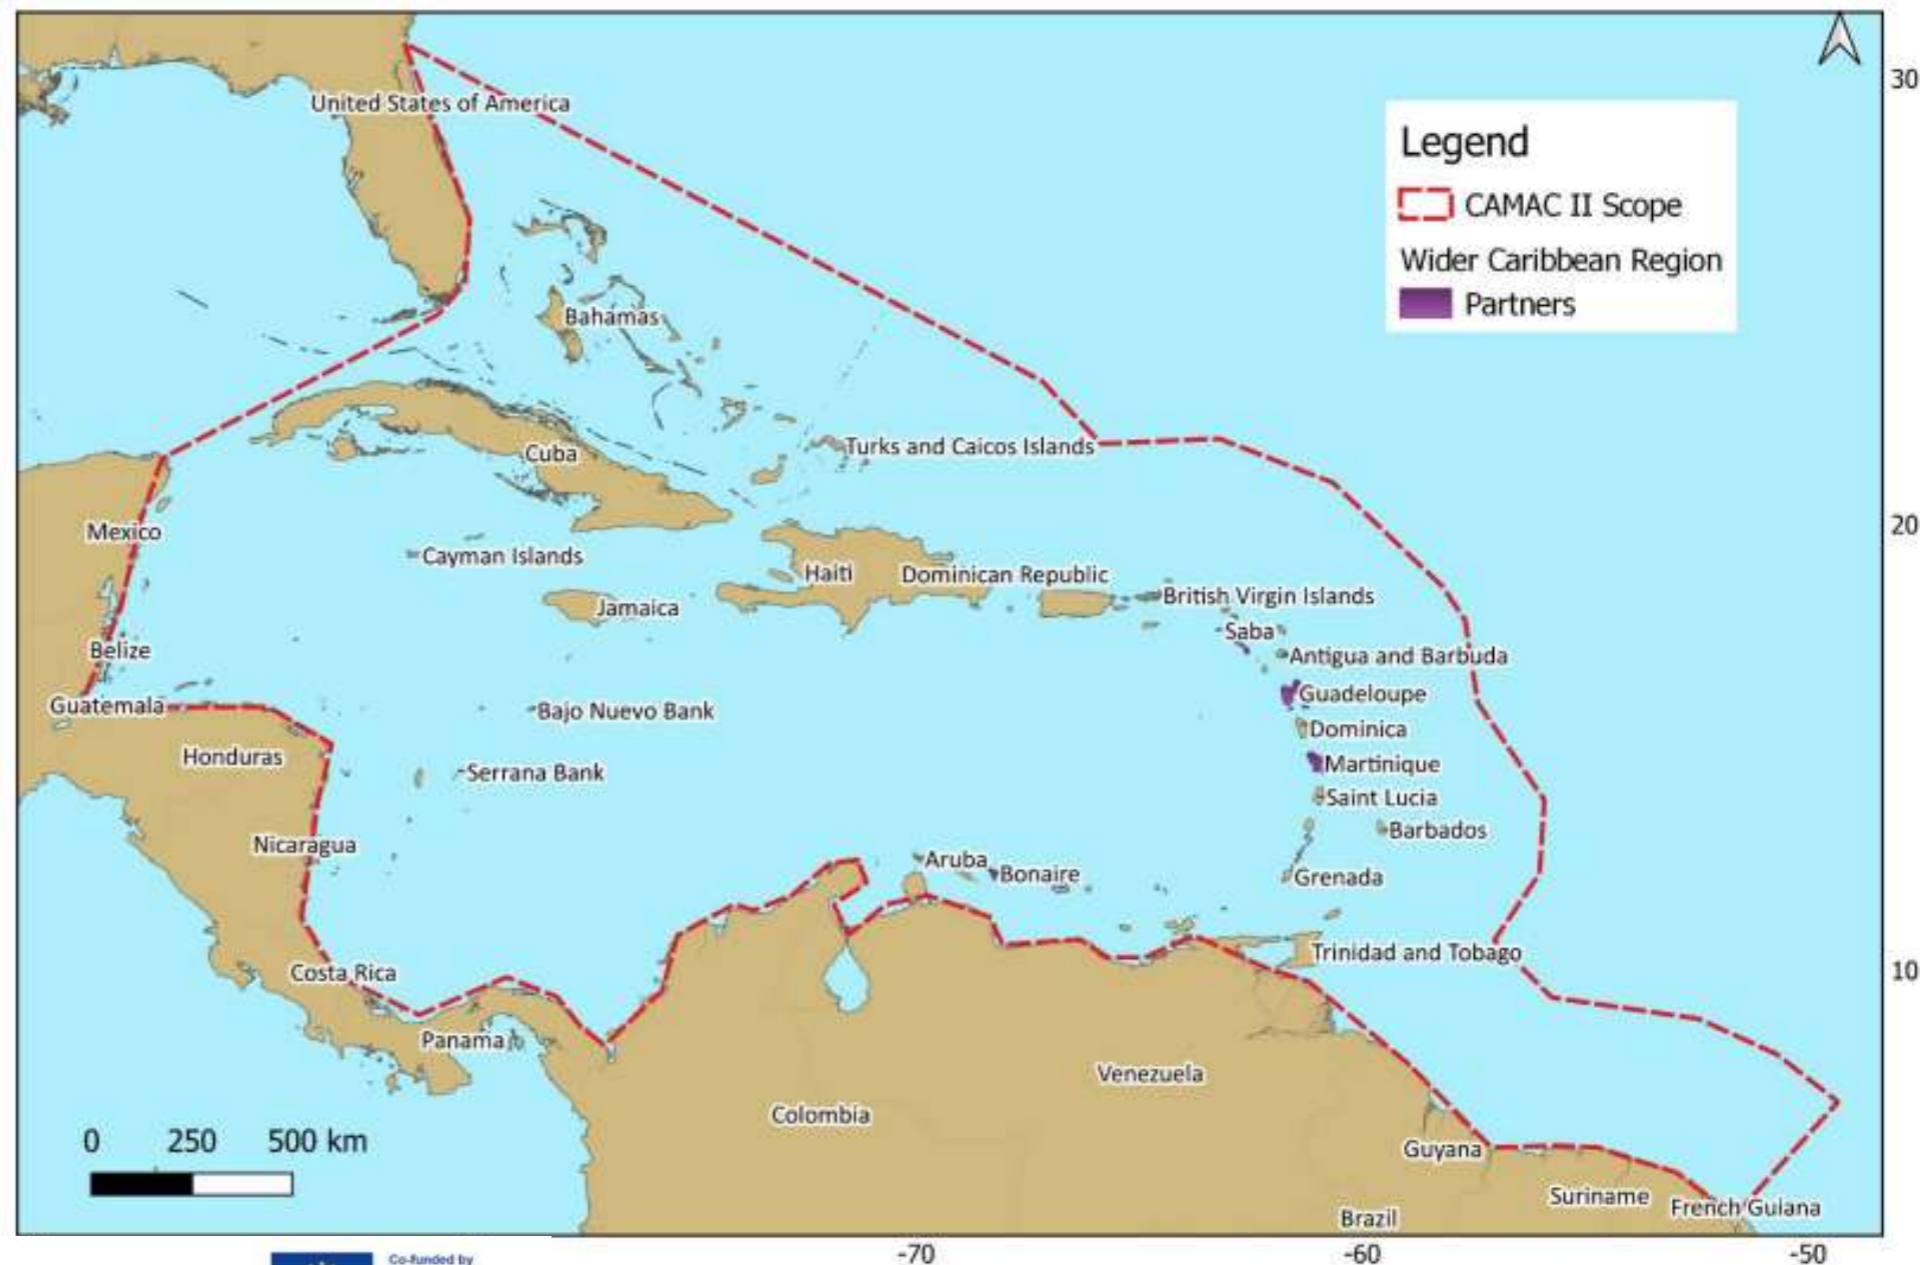 30
United States of America
Legend
CAMAC II Scope
Wider Caribbean Region
Partners
Bahamas
Turks and Caicos Islands
Cuba
20
Mexico
Cayman Islands
Haiti
Dominican Republic
British Virgin Islands
Jamaica
Saba
Belize
Antigua and Barbuda
Guadeloupe
Guatemala
Bajo Nuevo Bank
Dominica
Honduras
Martinique
Serrana Bank
Saint Lucia
Barbados
Nicaragua
Aruba
Bonaire
Grenada
Trinidad and Tobago
10
Costa Rica
Panama
Venezuela
Colombia
0 250 500 km
Guyana
Suriname
French Guiana
Brazil
-70 -60 -50
Co-funded by